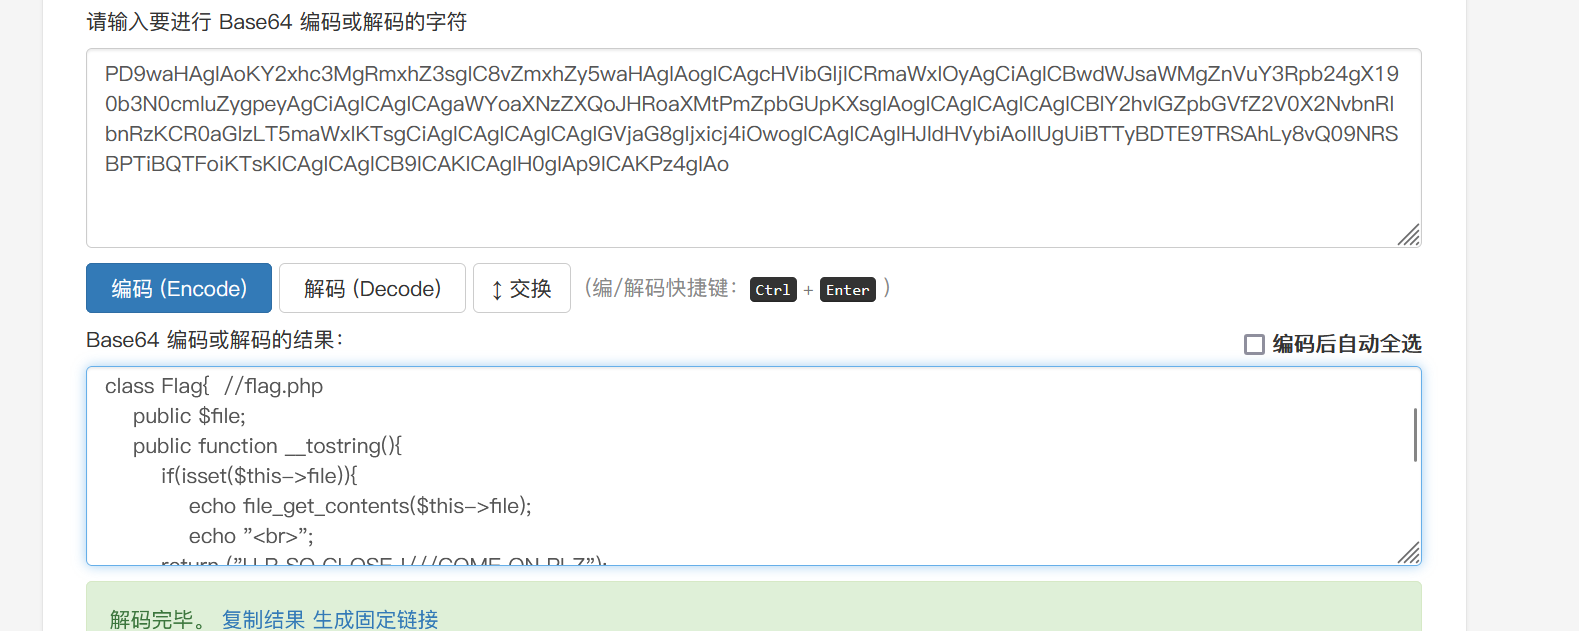 请输入要进行 Base64 编码或解码的字符
PD9waHAgIAoKY2xhc3MgRmxhZ3sgIC8vZmxhZy5waHAgIAogICAgcHVibGljICRmaWxlOyAgCiAgICBwdWJsaWMgZnVuY3Rpb24gX19
0b3N0cmluZygpeyAgCiAgICAgICAgaWYoaXNzZXQoJHRoaXMtPmZpbGUpKXsgIAogICAgICAgICAgICBlY2hvIGZpbGVfZ2V0X2NvbnRl
bnRzKCR0aGlzLT5maWxlKTsgCiAgICAgICAgICAgIGVjaG8gIjxicj4iOwogICAgICAgIHJldHVybiAoIlUgUiBTTyBDTE9TRSAhLy8vQ09NRS
BPTiBQTFoiKTsKICAgICAgICB9ICAKICAgIH0gIAp9ICAKPz4gIAo
编码 (Encode)
解码 (Decode)
↕ 交换
(编/解码快捷键: Ctrl + Enter )
Base64 编码或解码的结果:
编码后自动全选
class Flag{  //flag.php
public $file;
public function __tostring(){
if(isset($this->file)){
echo file_get_contents($this->file);
echo "<br>";
return ("U R SO CLOSE !///COME ON PLZ");
解码完毕。 复制结果 生成固定链接